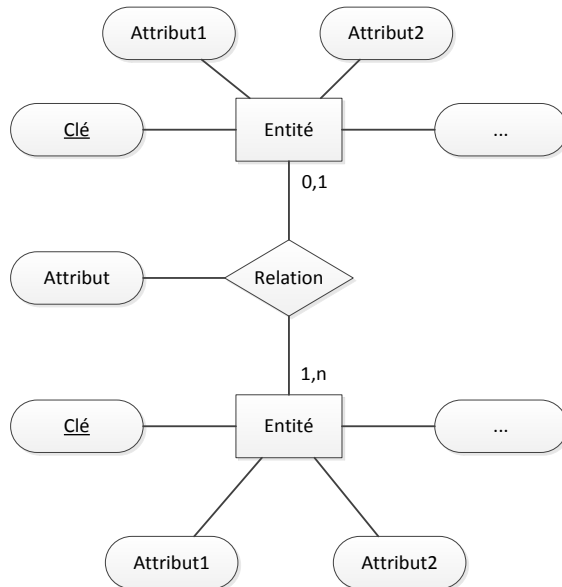 Attribut1
Attribut2
Clé
Entité
...
0,1
Attribut
Relation
1,n
Clé
Entité
...
Attribut1
Attribut2